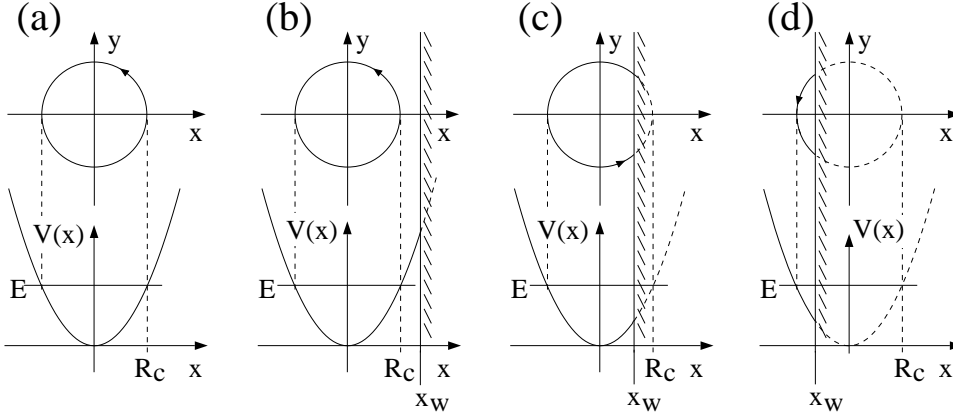 (a) (b) (c) (d)
y y y y
x x x x
V(x) V(x) V(x) V(x)
E E E E
R_c x R_c x R_c x R_c x
x_w x_w x_w